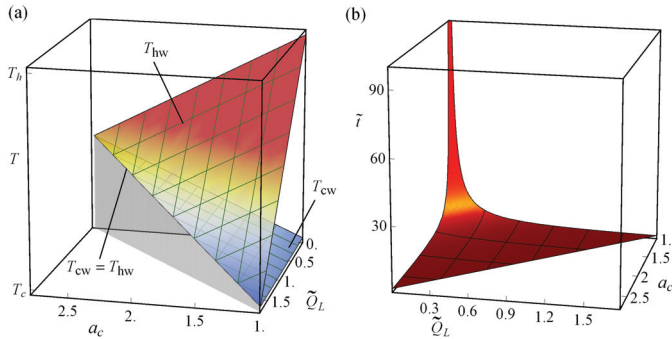 (a)
T_h
T
T_c
T_hw
T_cw
T_cw = T_hw
2.5
2.
1.5
1.
a_c
0.
0.5
1.
1.5
Q̃_L
(b)
90
60
30
t̃
0.3
0.6
0.9
1.2
1.5
Q̃_L
1.
1.5
2.
2.5
a_c